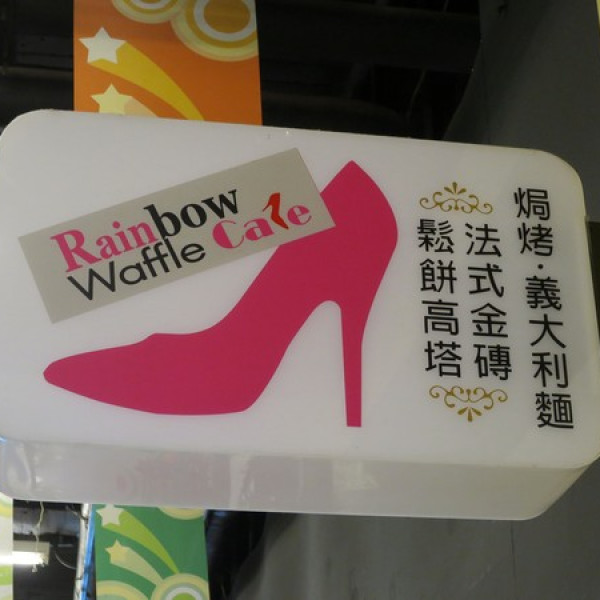 Rainbow
Waffle Cafe
焗烤·義大利麵
法式金磚
鬆餅高塔